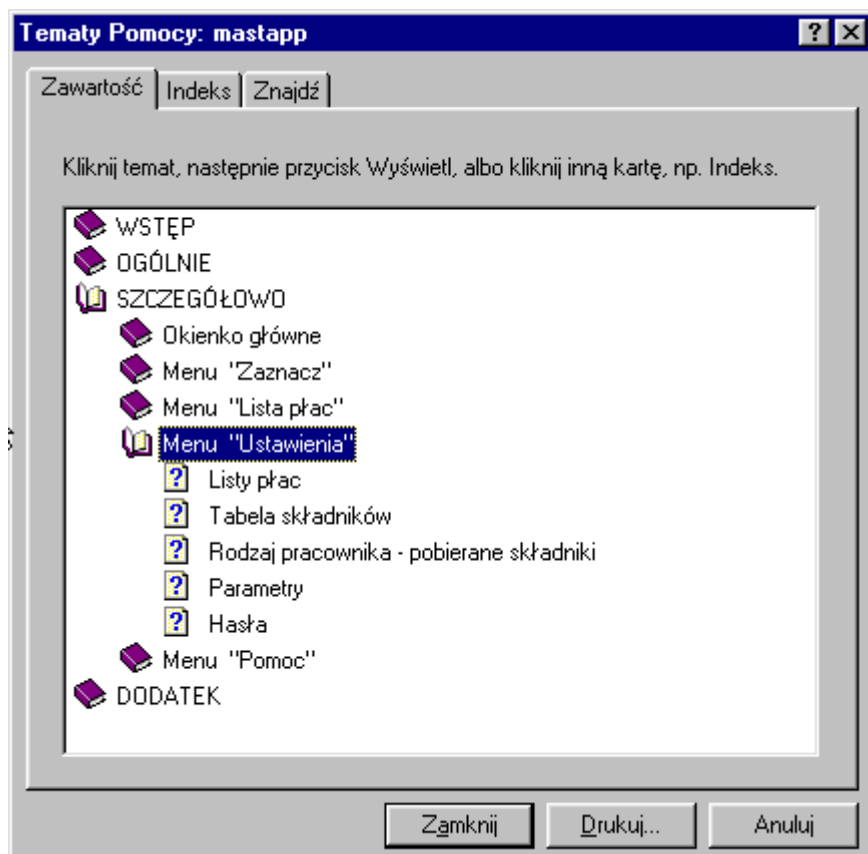 Tematy Pomocy: mastapp
Zawartość Indeks Znajdź
Kliknij temat, następnie przycisk Wyświetl, albo kliknij inną kartę, np. Indeks.
WSTĘP
OGÓLNIE
SZCZEGÓŁOWO
Okienko główne
Menu "Zaznacz"
Menu "Lista płac"
Menu "Ustawienia"
Listy płac
Tabela składników
Rodzaj pracownika - pobierane składniki
Parametry
Hasła
Menu "Pomoc"
DODATEK
Zamknij Drukuj... Anuluj